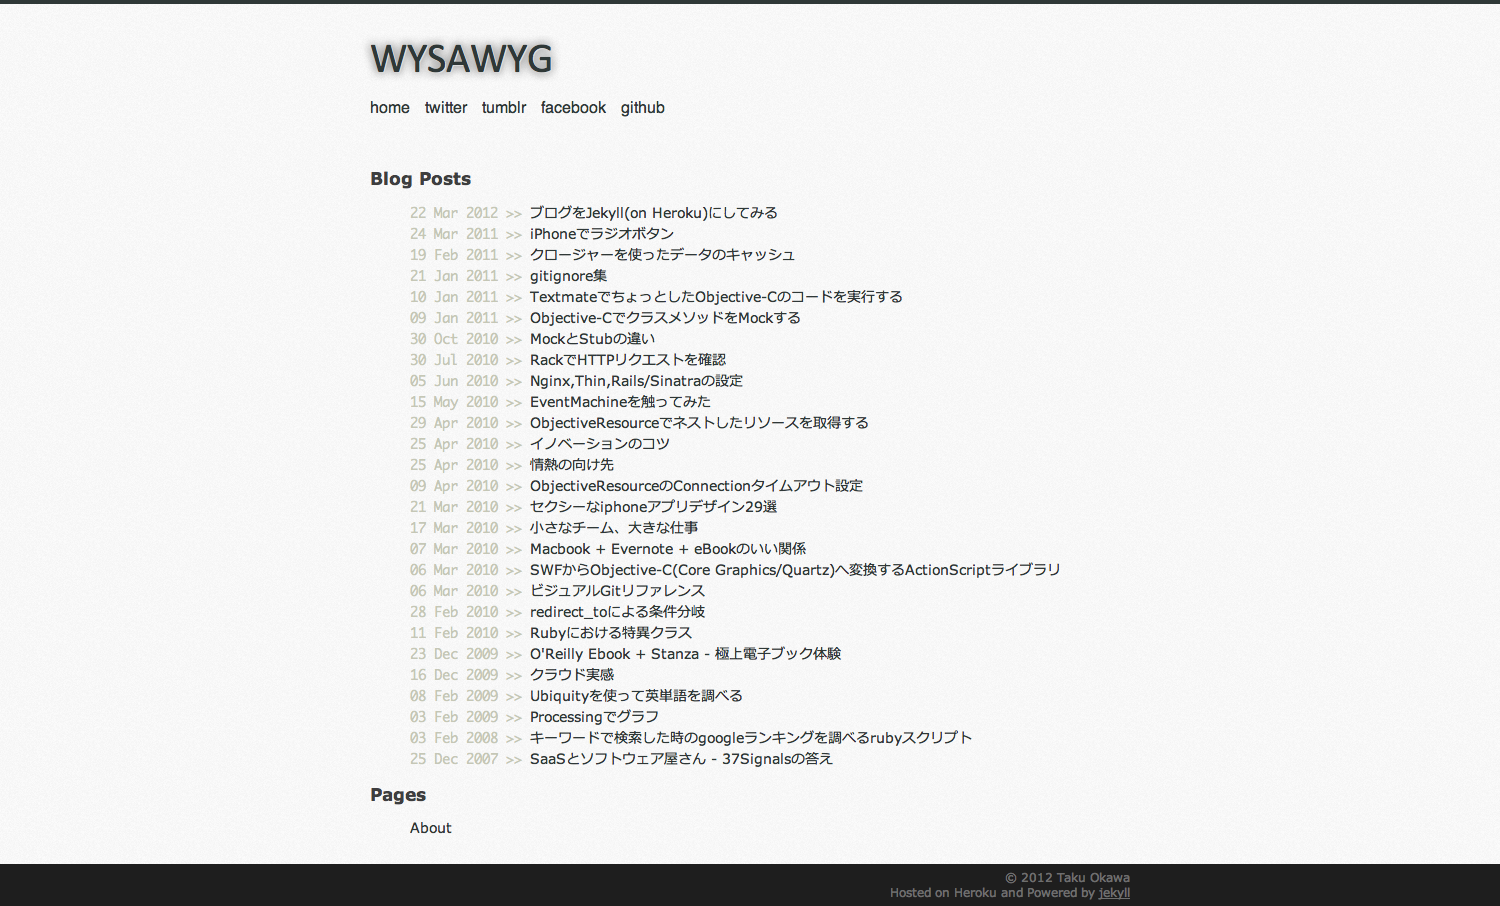 WYSAWYG
home twitter tumblr facebook github
Blog Posts
22 Mar 2012 >> ブログをJekyll(on Heroku)にしてみる
24 Mar 2011 >> iPhoneでラジオボタン
19 Feb 2011 >> クロージャーを使ったデータのキャッシュ
21 Jan 2011 >> gitignore集
10 Jan 2011 >> TextmateでちょっとしたObjective-Cのコードを実行する
09 Jan 2011 >> Objective-CでクラスメソッドをMockする
30 Oct 2010 >> MockとStubの違い
30 Jul 2010 >> RackでHTTPリクエストを確認
05 Jun 2010 >> Nginx,Thin,Rails/Sinatraの設定
15 May 2010 >> EventMachineを触ってみた
29 Apr 2010 >> ObjectiveResourceでネストしたリソースを取得する
25 Apr 2010 >> イノベーションのコツ
25 Apr 2010 >> 情熱の向け先
09 Apr 2010 >> ObjectiveResourceのConnectionタイムアウト設定
21 Mar 2010 >> セクシーなiphoneアプリデザイン29選
17 Mar 2010 >> 小さなチーム、大きな仕事
07 Mar 2010 >> Macbook + Evernote + eBookのいい関係
06 Mar 2010 >> SWFからObjective-C(Core Graphics/Quartz)へ変換するActionScriptライブラリ
06 Mar 2010 >> ビジュアルGitリファレンス
28 Feb 2010 >> redirect_toによる条件分岐
11 Feb 2010 >> Rubyにおける特異クラス
23 Dec 2009 >> O'Reilly Ebook + Stanza - 極上電子ブック体験
16 Dec 2009 >> クラウド実感
08 Feb 2009 >> Ubiquityを使って英単語を調べる
03 Feb 2009 >> Processingでグラフ
03 Feb 2008 >> キーワードで検索した時のgoogleランキングを調べるrubyスクリプト
25 Dec 2007 >> SaaSとソフトウェア屋さん - 37Signalsの答え
Pages
About
© 2012 Taku Okawa
Hosted on Heroku and Powered by jekyll